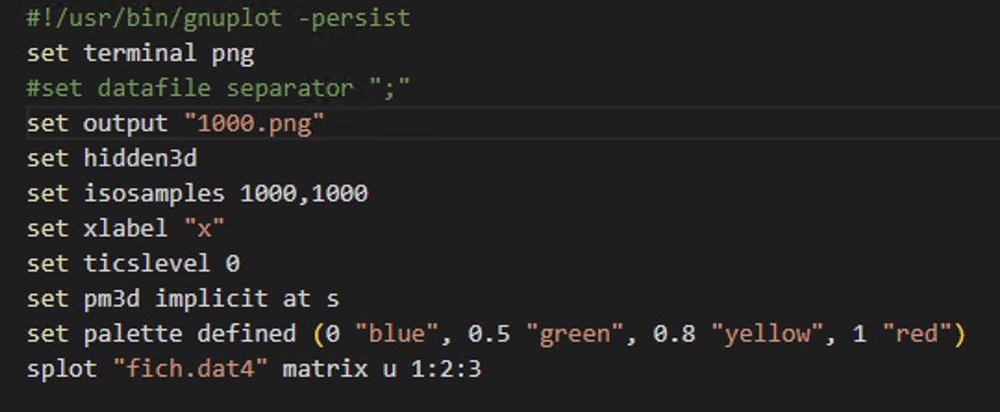 #!/usr/bin/gnuplot -persist
set terminal png
#set datafile separator ";"
set output "1000.png"
set hidden3d
set isosamples 1000,1000
set xlabel "x"
set ticslevel 0
set pm3d implicit at s
set palette defined (0 "blue", 0.5 "green", 0.8 "yellow", 1 "red")
splot "fich.dat4" matrix u 1:2:3